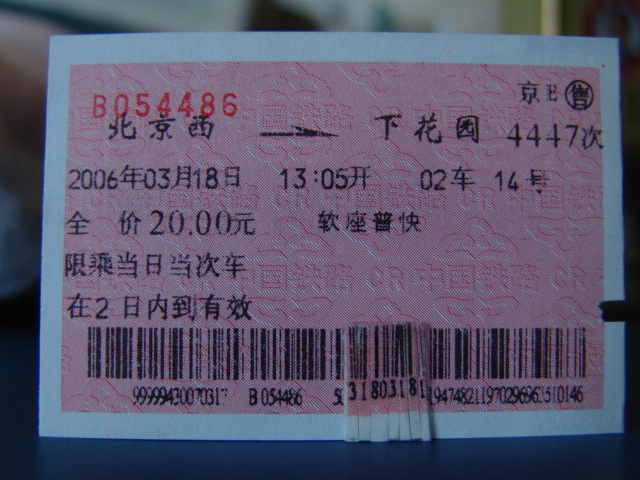 京E 售
B054486
北京西 下花园 4447次
2006年03月18日 13:05开 02车 14号
全 价20.00元 软座普快
限乘当日当次车
在2日内到有效
B 054486
31803181